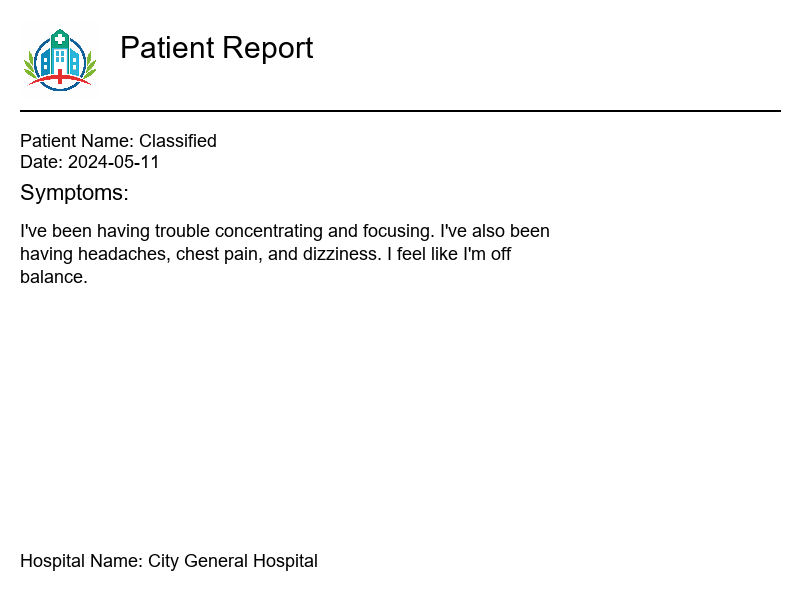 Patient Report
Patient Name: Classified
Date: 2024-05-11
Symptoms:
I've been having trouble concentrating and focusing. I've also been
having headaches, chest pain, and dizziness. I feel like I'm off
balance.
Hospital Name: City General Hospital